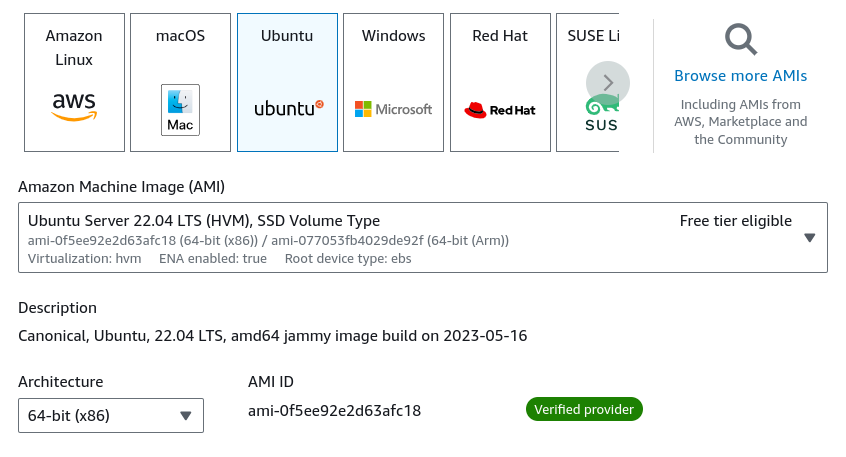 Amazon
Linux
aws
macOS
Mac
Ubuntu
ubuntu
Windows
Microsoft
Red Hat
Red Hat
SUSE Li
SUS
Browse more AMIs
Including AMIs from
AWS, Marketplace and
the Community
Amazon Machine Image (AMI)
Ubuntu Server 22.04 LTS (HVM), SSD Volume Type
Free tier eligible
ami-0f5ee92e2d63afc18 (64-bit (x86)) / ami-077053fb4029de92f (64-bit (Arm))
Virtualization: hvm ENA enabled: true Root device type: ebs
Description
Canonical, Ubuntu, 22.04 LTS, amd64 jammy image build on 2023-05-16
Architecture
AMI ID
64-bit (x86)
ami-0f5ee92e2d63afc18
Verified provider